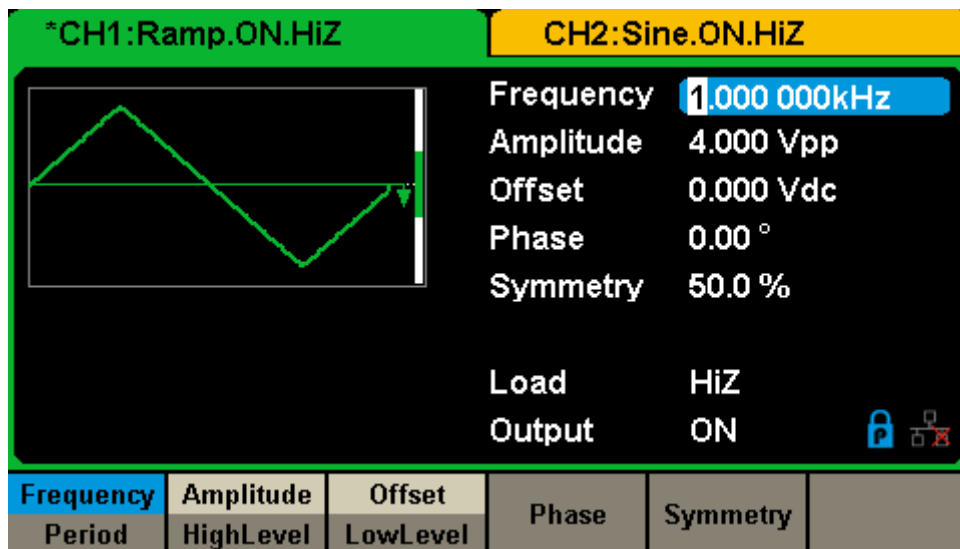 *CH1:Ramp.ON.HiZ
CH2:Sine.ON.HiZ
Frequency 1.000 000kHz
Amplitude 4.000 Vpp
Offset 0.000 Vdc
Phase 0.00 °
Symmetry 50.0 %
Load HiZ
Output ON
P
Frequency Amplitude Offset Phase Symmetry
Period HighLevel LowLevel